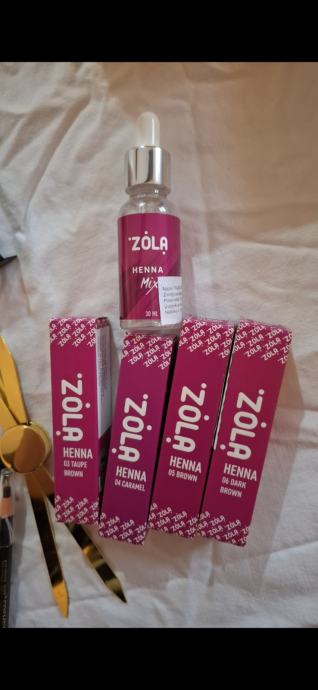 ZOLA
HENNA
Mix
30 ML
ZOLA
HENNA
03 TAUPE
BROWN
ZOLA
HENNA
04 CARAMEL
ZOLA
HENNA
05 BROWN
ZOLA
HENNA
06 DARK
BROWN